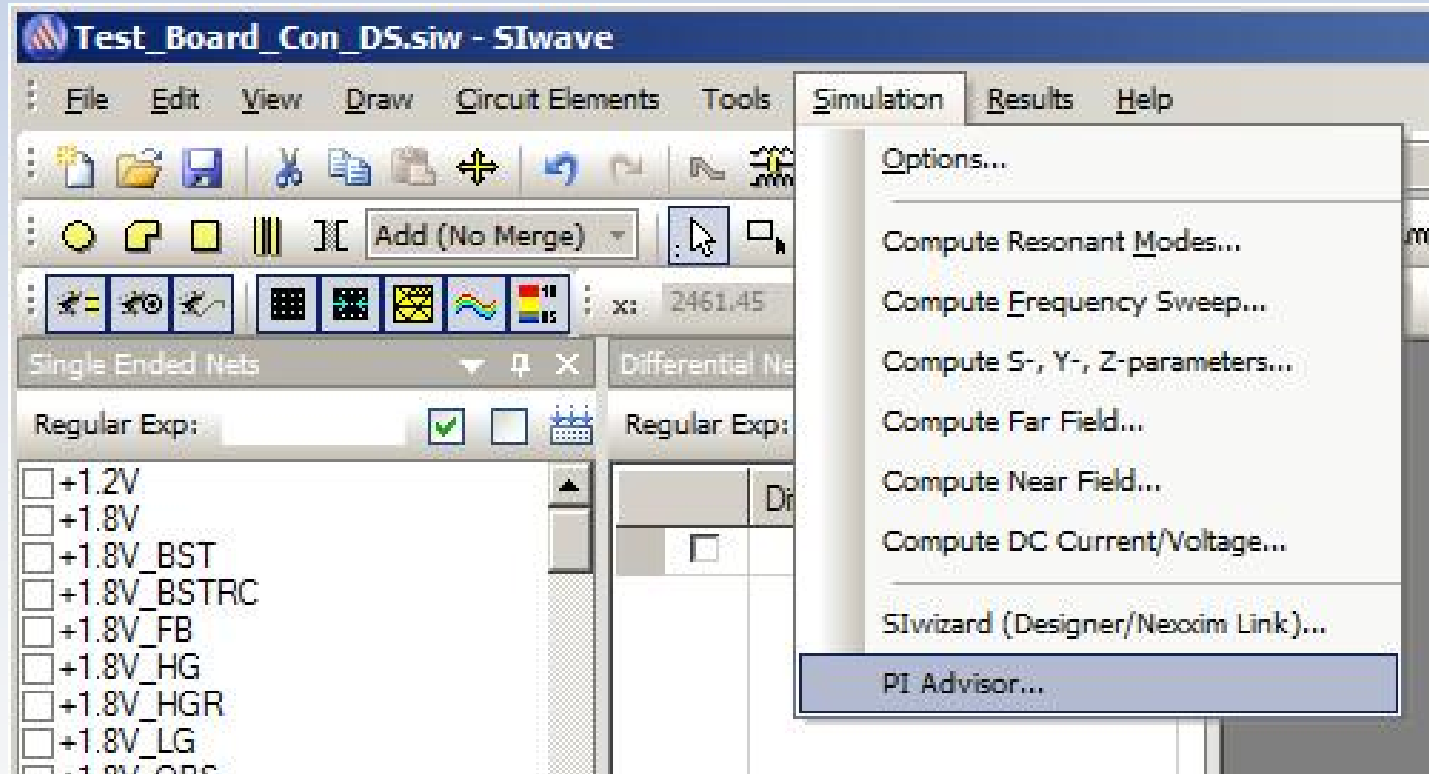 Test_Board_Con_DS.siw - SIwave
File Edit View Draw Circuit Elements Tools Simulation Results Help
Options...
Add (No Merge)
Compute Resonant Modes...
Compute Frequency Sweep...
x: 2461.45
Compute S-, Y-, Z-parameters...
Single Ended Nets
Differential Ne
Regular Exp:
Regular Exp:
Compute Far Field...
Compute Near Field...
Compute DC Current/Voltage...
SIwizard (Designer/Nexxim Link)...
PI Advisor...
+1.2V
+1.8V
+1.8V_BST
+1.8V_BSTRC
+1.8V_FB
+1.8V_HG
+1.8V_HGR
+1.8V_LG